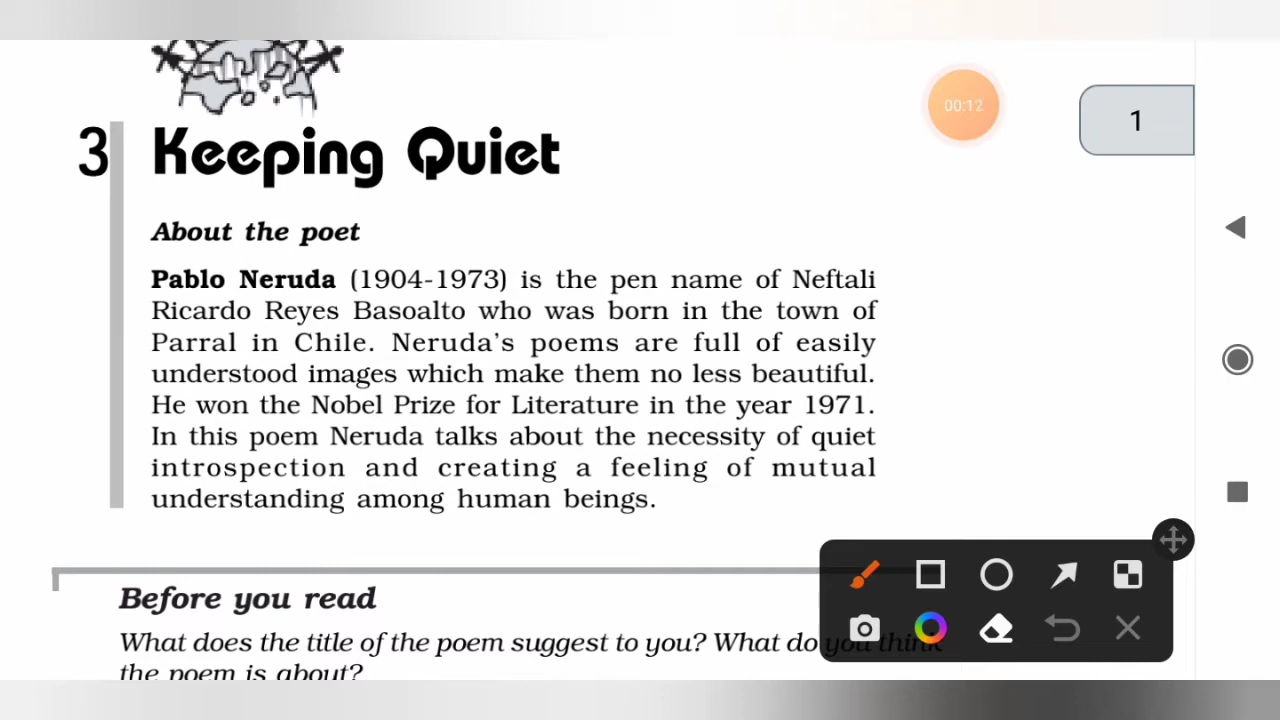 00:12
1
3 Keeping Quiet
About the poet
Pablo Neruda (1904-1973) is the pen name of Neftali
Ricardo Reyes Basoalto who was born in the town of
Parral in Chile. Neruda's poems are full of easily
understood images which make them no less beautiful.
He won the Nobel Prize for Literature in the year 1971.
In this poem Neruda talks about the necessity of quiet
introspection and creating a feeling of mutual
understanding among human beings.
Before you read
What does the title of the poem suggest to you? What do you think
the poem is about?